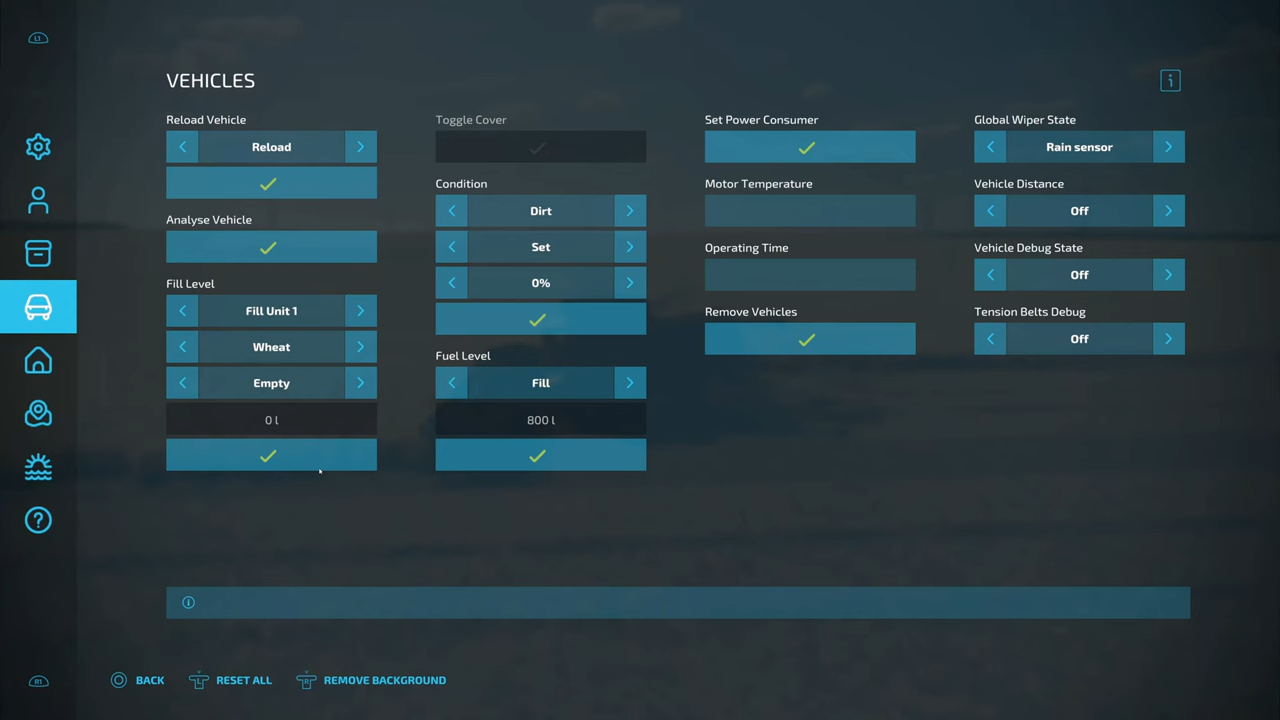 L1
VEHICLES
Reload Vehicle
Reload
Analyse Vehicle
Fill Level
Fill Unit 1
Wheat
Empty
0 l
Toggle Cover
Condition
Dirt
Set
0%
Fuel Level
Fill
800 l
Set Power Consumer
Motor Temperature
Operating Time
Remove Vehicles
Global Wiper State
Rain sensor
Vehicle Distance
Off
Vehicle Debug State
Off
Tension Belts Debug
Off
R1
BACK
L RESET ALL
R REMOVE BACKGROUND